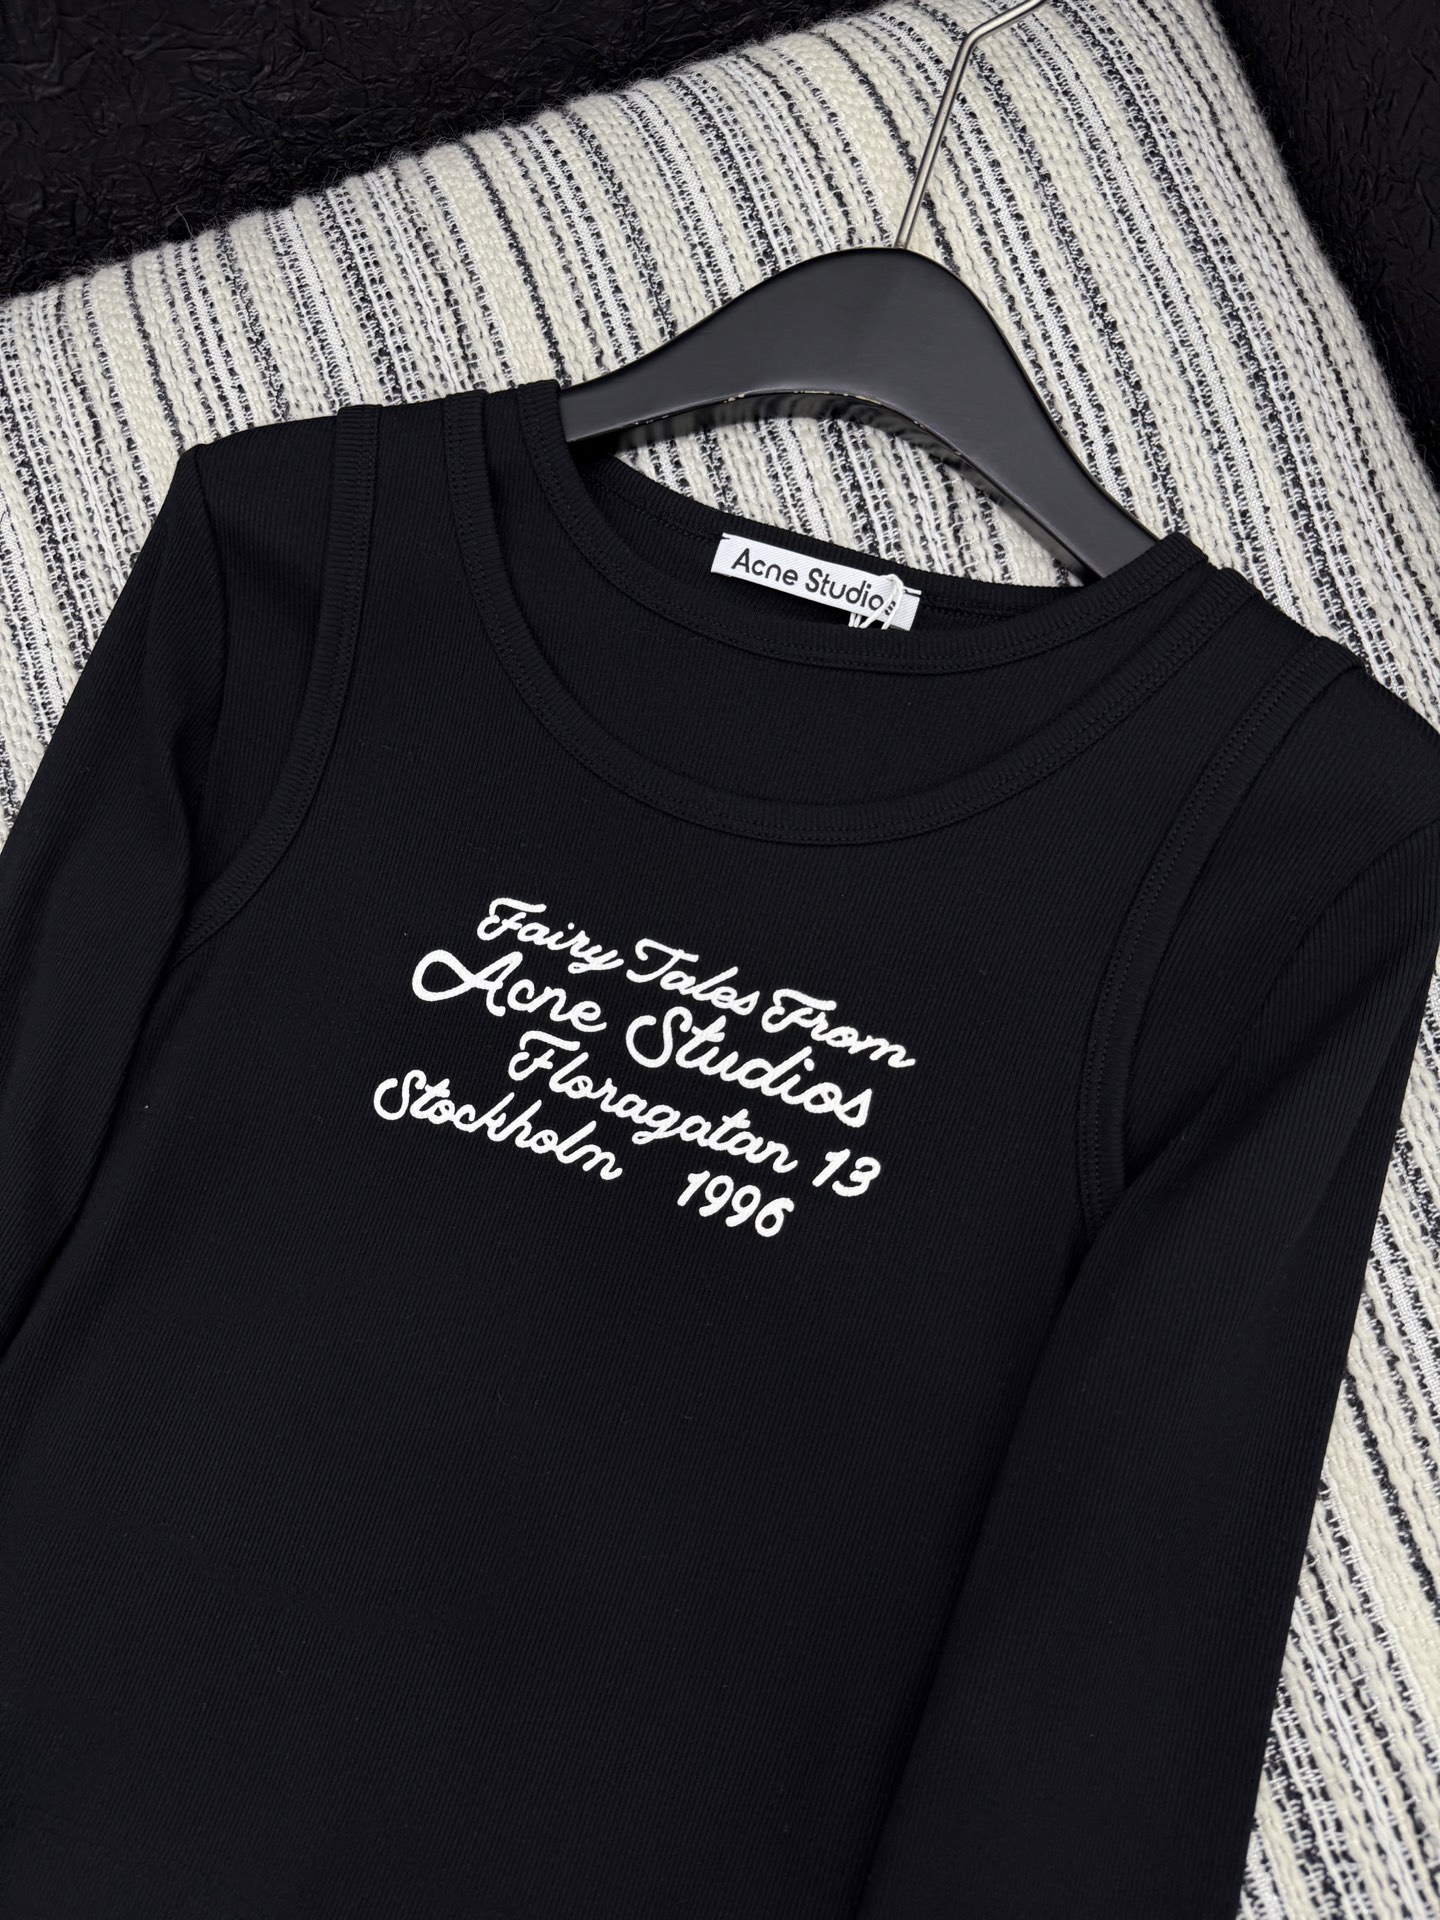 Acne Studios
Fairy Tales From
Acne Studios
Floragatan 13
Stockholm 1996